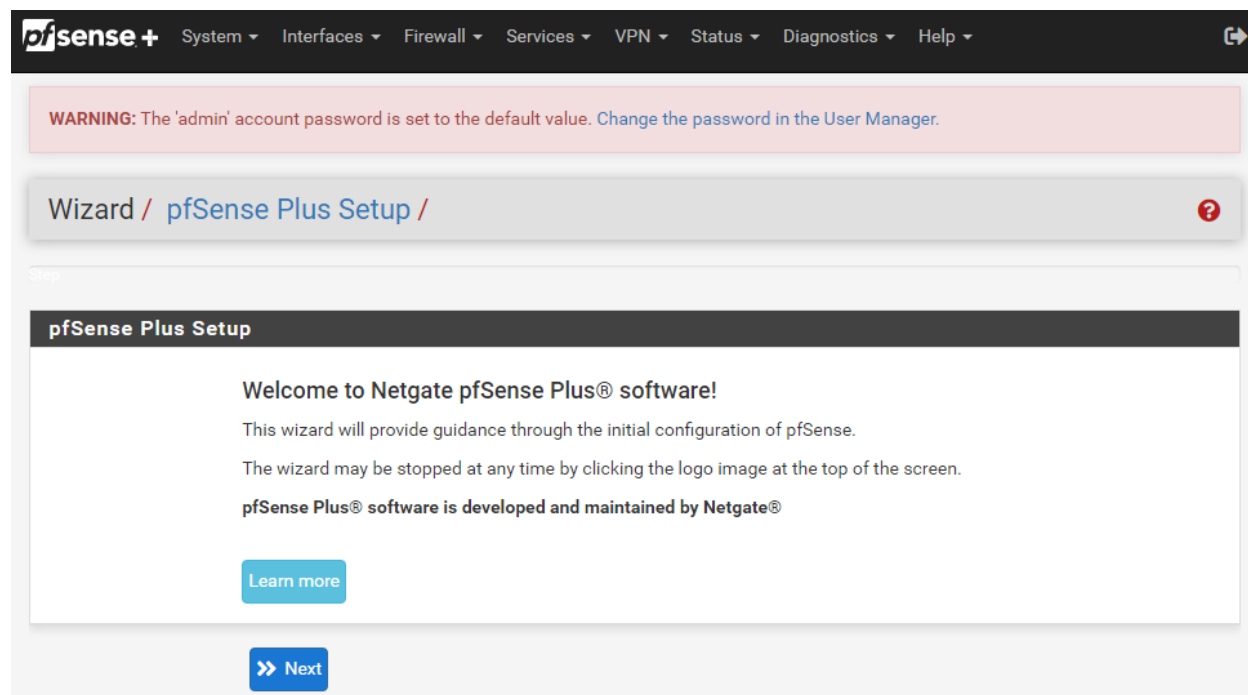 pfsense+ System Interfaces Firewall Services VPN Status Diagnostics Help
WARNING: The 'admin' account password is set to the default value. Change the password in the User Manager.
Wizard / pfSense Plus Setup /
Step
pfSense Plus Setup
Welcome to Netgate pfSense Plus® software!
This wizard will provide guidance through the initial configuration of pfSense.
The wizard may be stopped at any time by clicking the logo image at the top of the screen.
pfSense Plus® software is developed and maintained by Netgate®
Learn more
Next